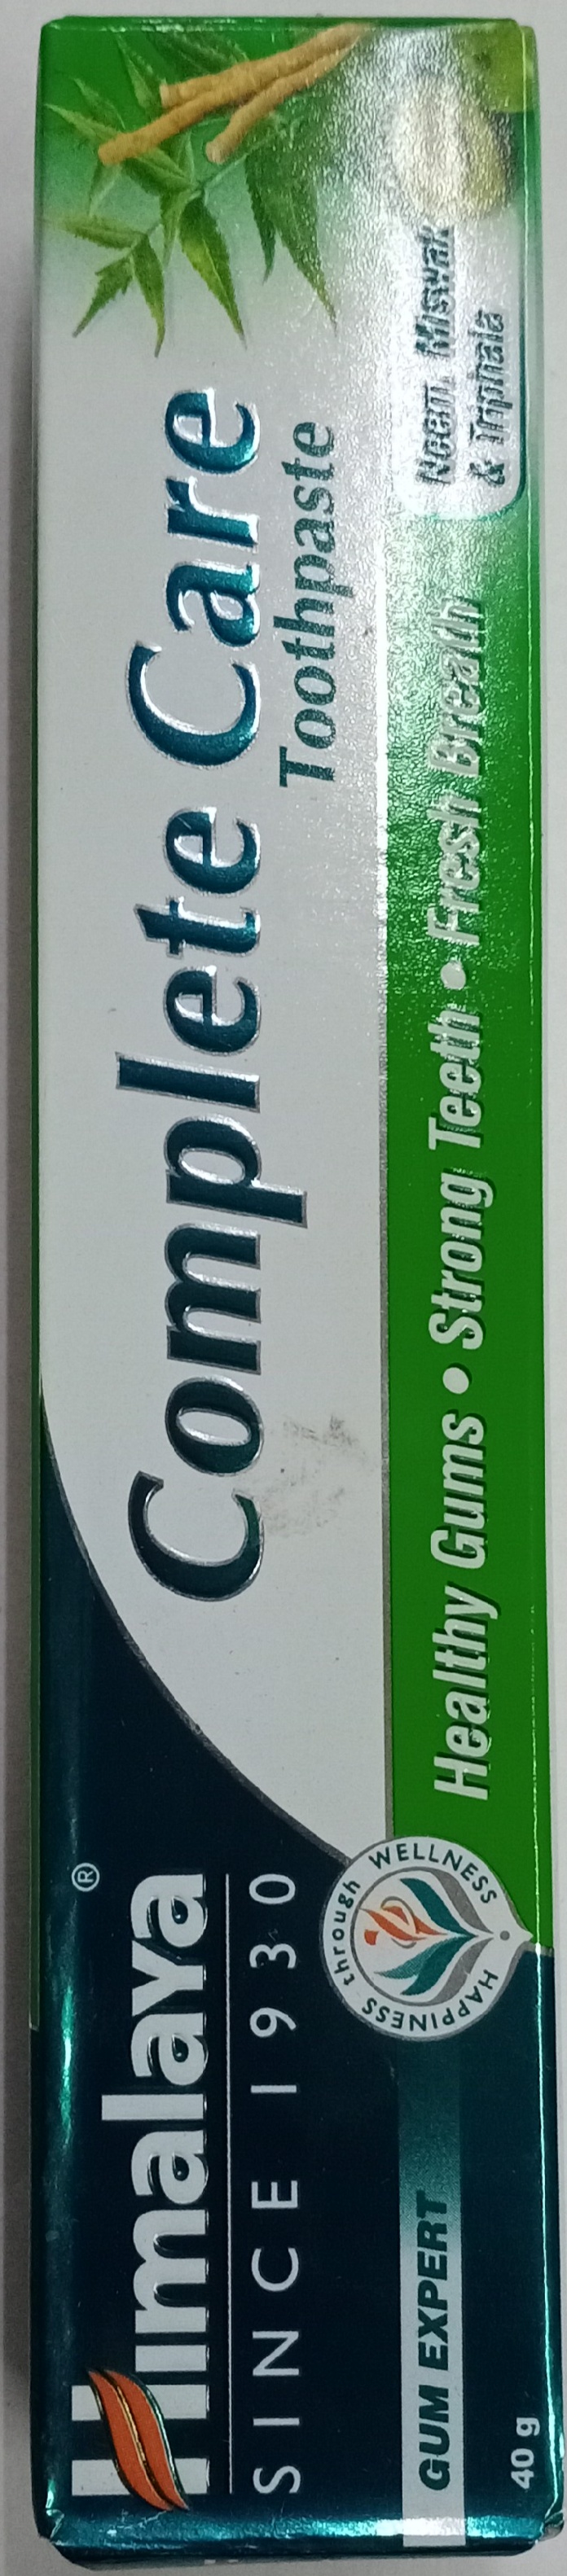 Himalaya®
SINCE 1930
GUM EXPERT
40 g
HAPPINESS through WELLNESS
Complete Care
Toothpaste
Healthy Gums • Strong Teeth • Fresh Breath
Neem, Miswak
& Triphala